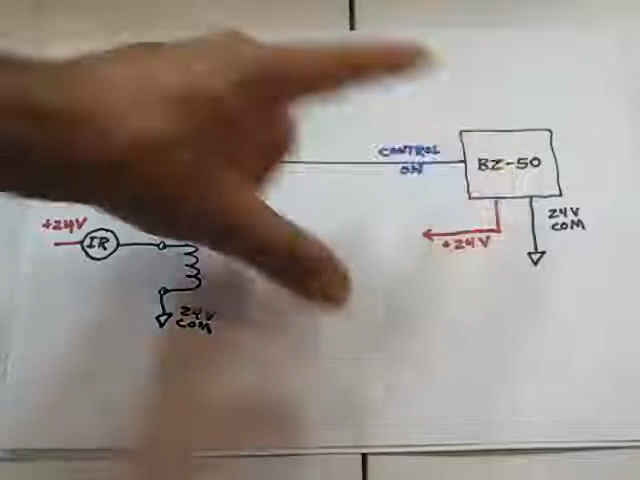 CONTROL
ON
BZ-50
+24V
IR
+24V
24V
COM
24V
COM